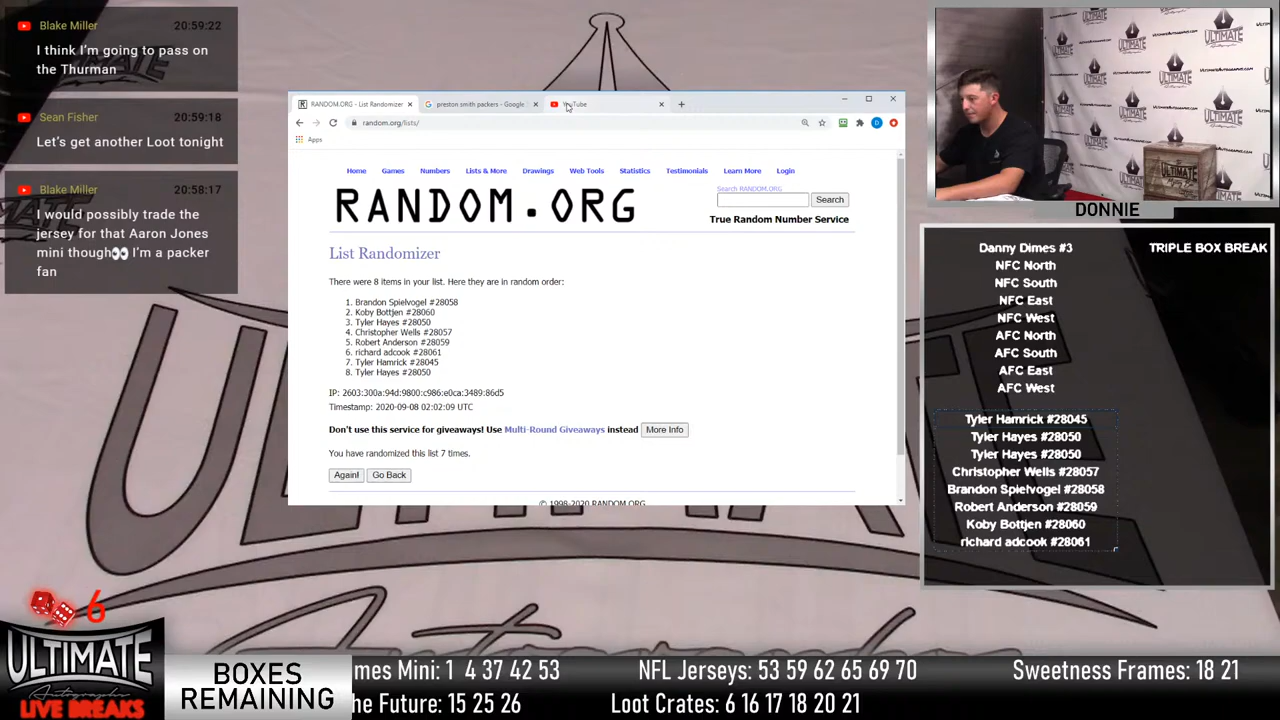 Blake Miller 20:59:22
I think I'm going to pass on
the Thurman
Sean Fisher 20:59:18
Let's get another Loot tonight
Blake Miller 20:58:17
I would possibly trade the
jersey for that Aaron Jones
mini though👀 I'm a packer
fan
RANDOM.ORG - List Randomizer
preston smith packers - Google
YouTube
random.org/lists/
Apps
Home Games Numbers Lists & More Drawings Web Tools Statistics Testimonials Learn More Login
RANDOM.ORG
Search RANDOM.ORG
Search
True Random Number Service
List Randomizer
There were 8 items in your list. Here they are in random order:
1. Brandon Spielvogel #28058
2. Koby Bottjen #28060
3. Tyler Hayes #28050
4. Christopher Wells #28057
5. Robert Anderson #28059
6. richard adcook #28061
7. Tyler Hamrick #28045
8. Tyler Hayes #28050
IP: 2603:300a:94d:9800:c986:e0ca:3489:86d5
Timestamp: 2020-09-08 02:02:09 UTC
Don't use this service for giveaways! Use Multi-Round Giveaways instead More Info
You have randomized this list 7 times.
Again! Go Back
© 1998-2020 RANDOM.ORG
ULTIMATE
DONNIE
Danny Dimes #3
NFC North
NFC South
NFC East
NFC West
AFC North
AFC South
AFC East
AFC West
TRIPLE BOX BREAK
Tyler Hamrick #28045
Tyler Hayes #28050
Tyler Hayes #28050
Christopher Wells #28057
Brandon Spielvogel #28058
Robert Anderson #28059
Koby Bottjen #28060
richard adcook #28061
6
ULTIMATE
Autographs
LIVE BREAKS
BOXES
REMAINING
mes Mini: 1 4 37 42 53 NFL Jerseys: 53 59 62 65 69 70 Sweetness Frames: 18 21
he Future: 15 25 26 Loot Crates: 6 16 17 18 20 21